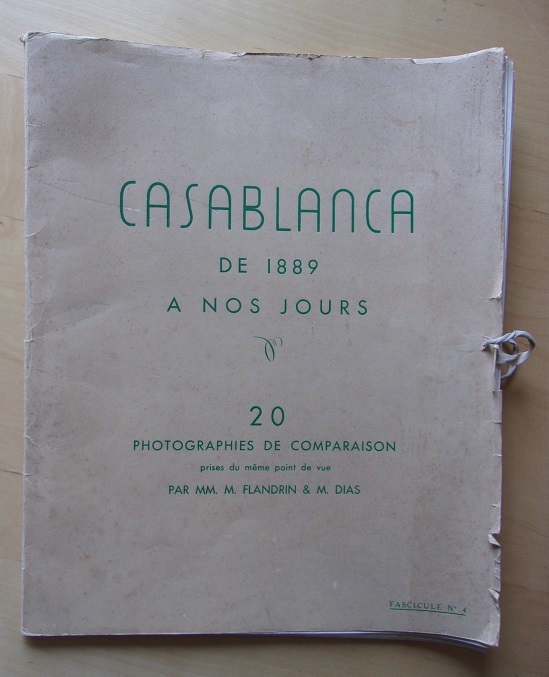 CASABLANCA
DE 1889
A NOS JOURS
20
PHOTOGRAPHIES DE COMPARAISON
prises du même point de vue
PAR MM. M. FLANDRIN & M. DIAS
FASCICULE N° 4